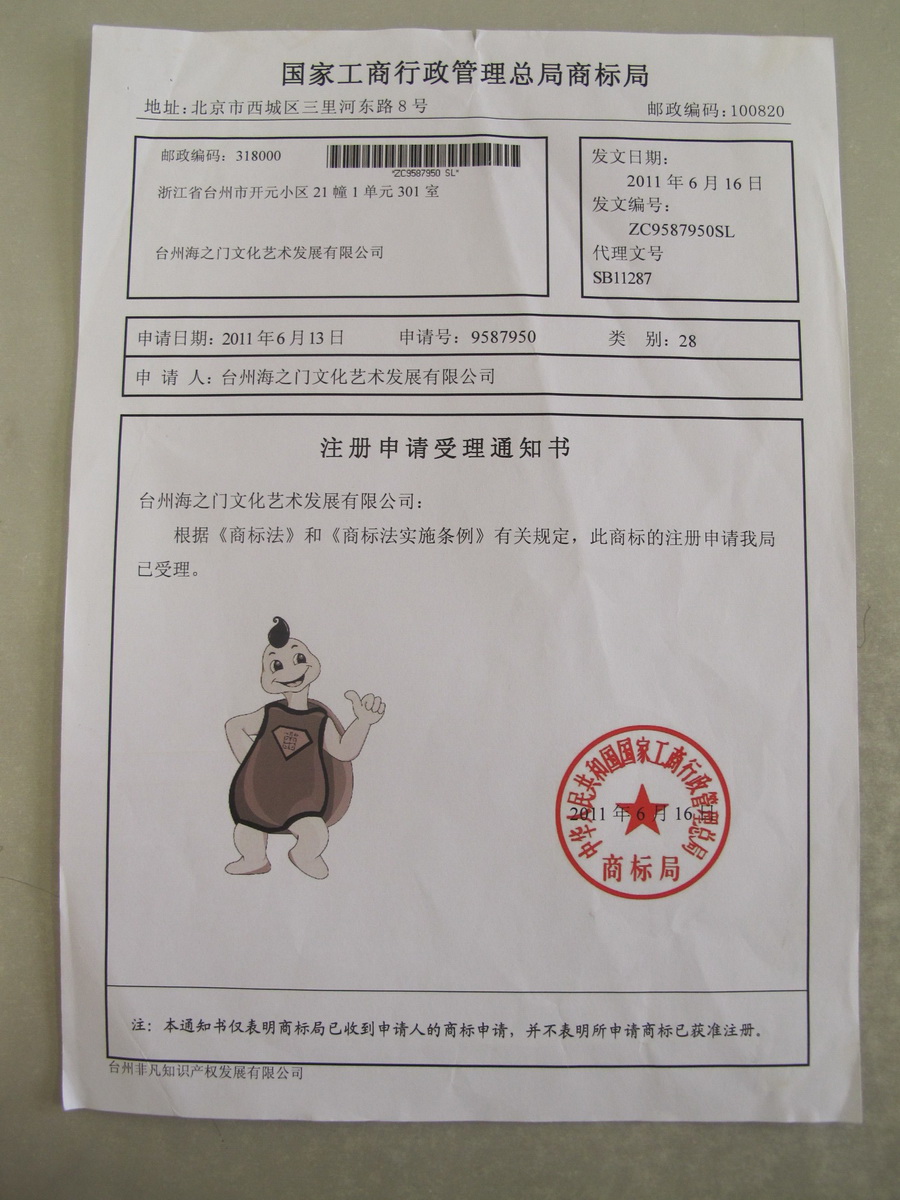 国家工商行政管理总局商标局
地址:北京市西城区三里河东路8号
邮政编码:100820
邮政编码: 318000
*ZC9587950 SL*
浙江省台州市开元小区21幢1单元301室
台州海之门文化艺术发展有限公司
发文日期:
2011年6月16日
发文编号:
ZC9587950SL
代理文号
SB11287
申请日期: 2011年6月13日 申请号: 9587950 类 别: 28
申 请 人: 台州海之门文化艺术发展有限公司
注册申请受理通知书
台州海之门文化艺术发展有限公司:
根据《商标法》和《商标法实施条例》有关规定，此商标的注册申请我局
已受理。
中华人民共和国国家工商行政管理总局
2011年6月16日
商标局
注: 本通知书仅表明商标局已收到申请人的商标申请，并不表明所申请商标已获准注册。
台州非凡知识产权发展有限公司